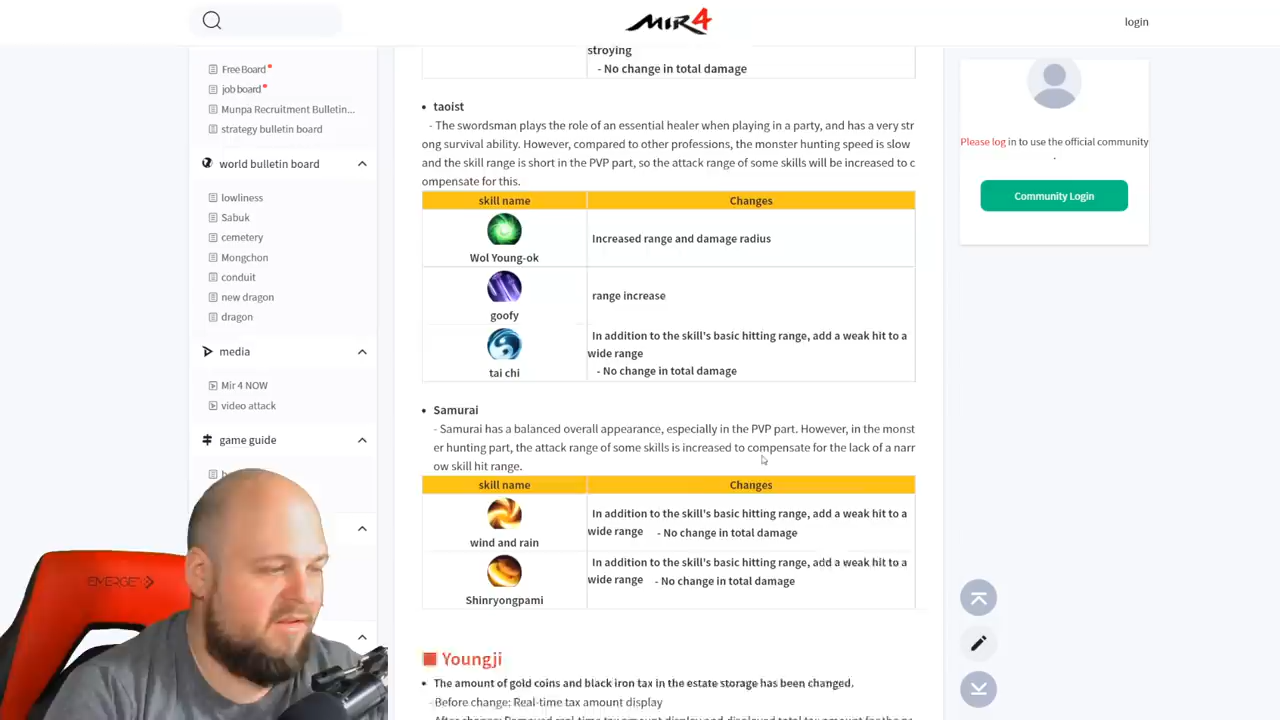 MIR4
login
Free Board
job board
Munpa Recruitment Bulletin...
strategy bulletin board
world bulletin board
lowliness
Sabuk
cemetery
Mongchon
conduit
new dragon
dragon
media
Mir 4 NOW
video attack
game guide
EMERGE
stroying
- No change in total damage
• taoist
- The swordsman plays the role of an essential healer when playing in a party, and has a very str
ong survival ability. However, compared to other professions, the monster hunting speed is slow
and the skill range is short in the PVP part, so the attack range of some skills will be increased to c
ompensate for this.
skill name Changes
Wol Young-ok
Increased range and damage radius
goofy
range increase
tai chi
In addition to the skill's basic hitting range, add a weak hit to a
wide range
- No change in total damage
• Samurai
- Samurai has a balanced overall appearance, especially in the PVP part. However, in the monst
er hunting part, the attack range of some skills is increased to compensate for the lack of a narr
ow skill hit range.
skill name Changes
wind and rain
In addition to the skill's basic hitting range, add a weak hit to a
wide range - No change in total damage
Shinryongpami
In addition to the skill's basic hitting range, add a weak hit to a
wide range - No change in total damage
Youngji
• The amount of gold coins and black iron tax in the estate storage has been changed.
- Before change: Real-time tax amount display
Please log in to use the official community
.
Community Login